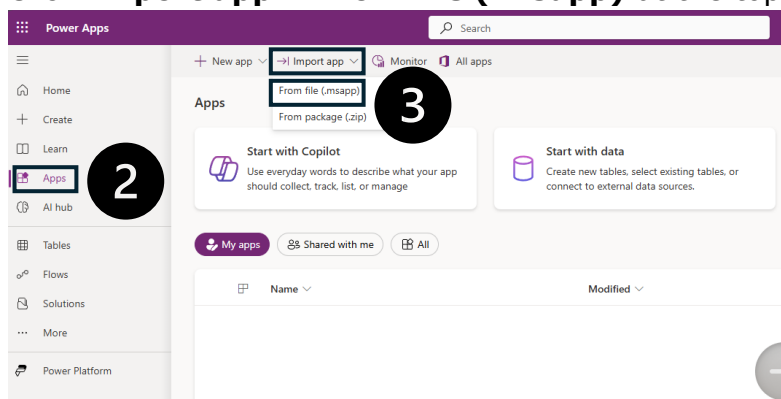 Power Apps
Search
New app
Import app
Monitor
All apps
Home
Create
Learn
Apps
AI hub
Tables
Flows
Solutions
More
Power Platform
2
From file (.msapp)
From package (.zip)
3
Apps
Start with Copilot
Use everyday words to describe what your app
should collect, track, list, or manage
Start with data
Create new tables, select existing tables, or
connect to external data sources.
My apps
Shared with me
All
Name
Modified